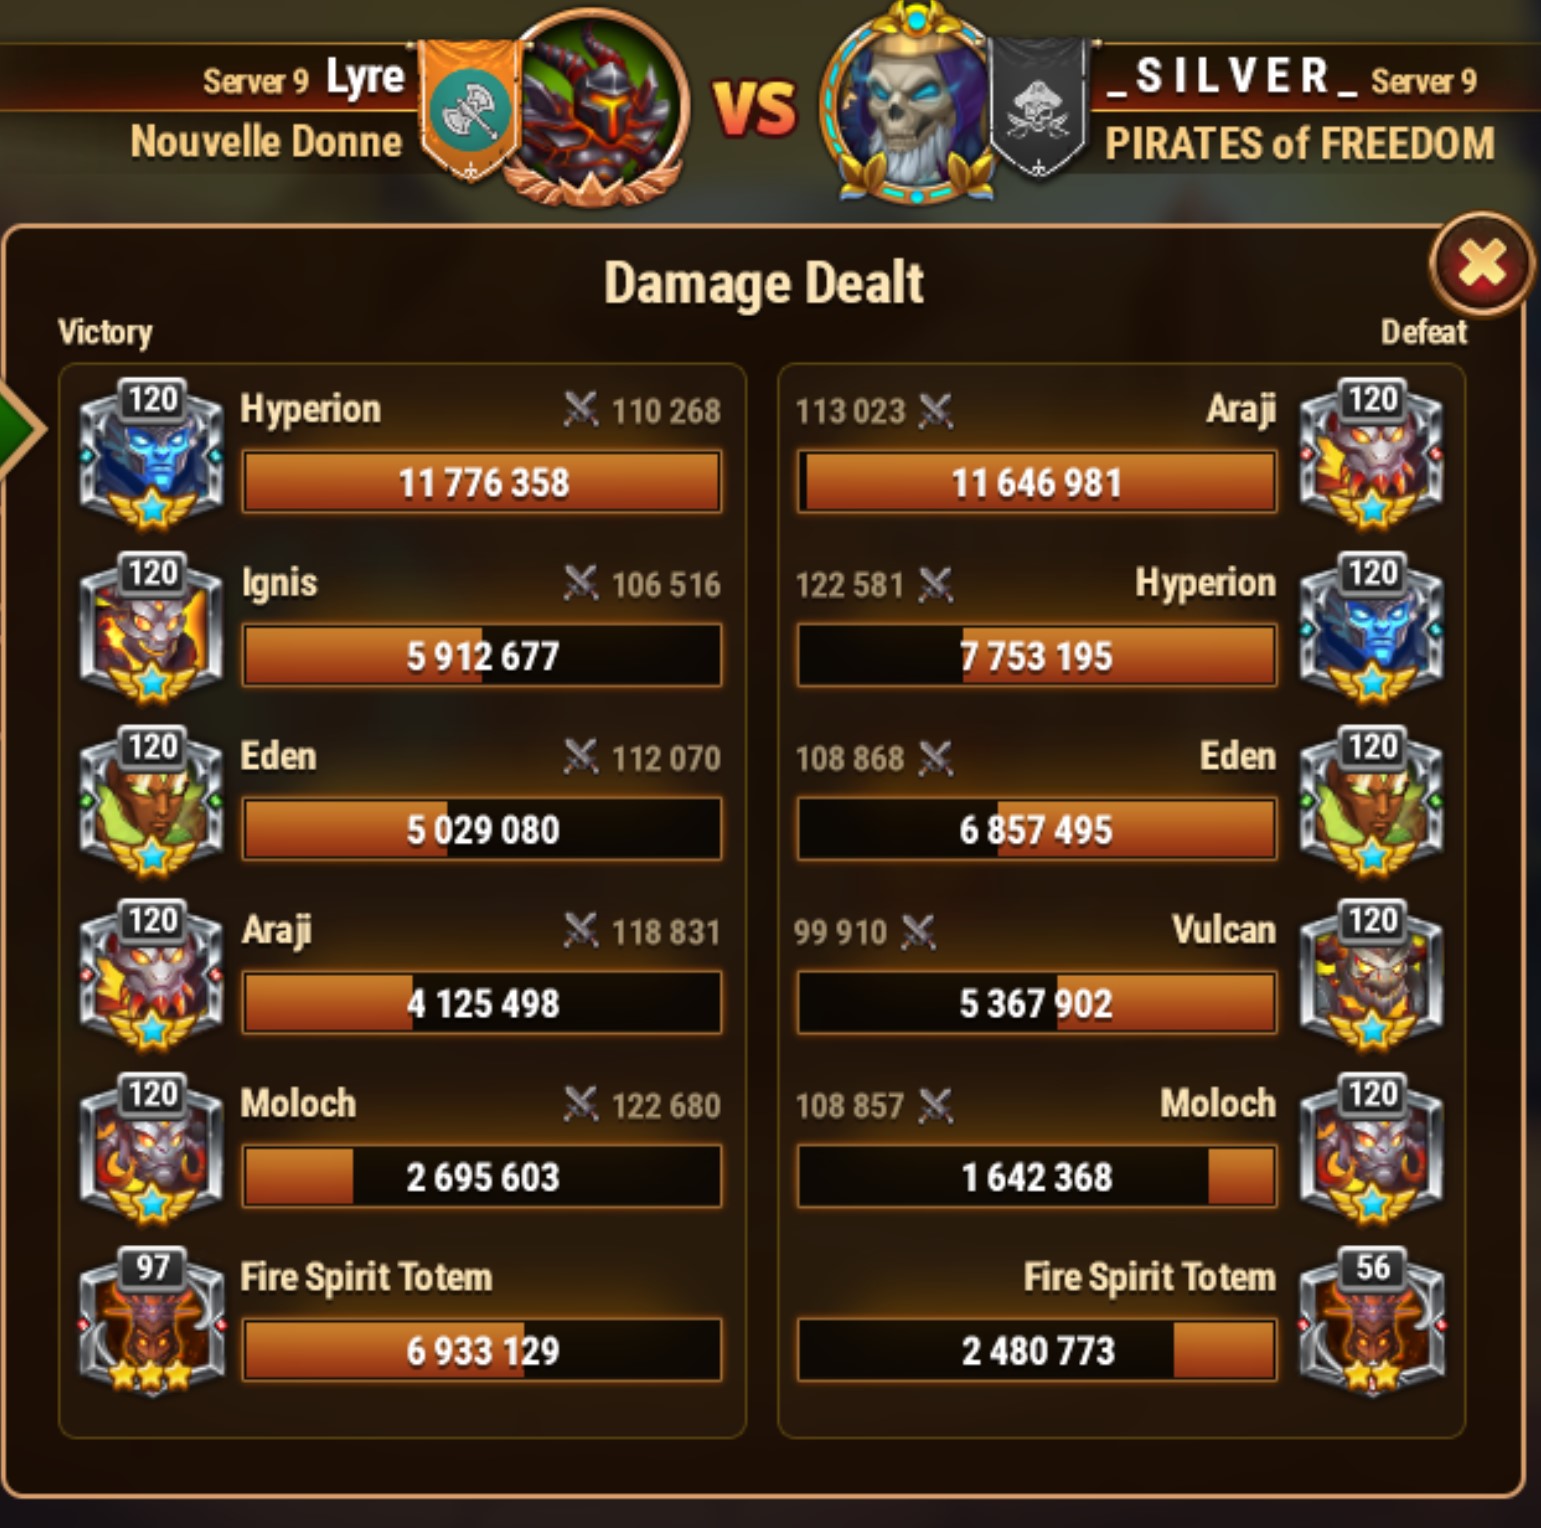 Server 9 Lyre
Nouvelle Donne
VS
_SILVER_ Server 9
PIRATES of FREEDOM
Damage Dealt
Victory
Defeat
120
Hyperion 110 268
11 776 358
120
Ignis 106 516
5 912 677
120
Eden 112 070
5 029 080
120
Araji 118 831
4 125 498
120
Moloch 122 680
2 695 603
97
Fire Spirit Totem
6 933 129
113 023 Araji
120
11 646 981
122 581 Hyperion
120
7 753 195
108 868 Eden
120
6 857 495
99 910 Vulcan
120
5 367 902
108 857 Moloch
120
1 642 368
Fire Spirit Totem
56
2 480 773